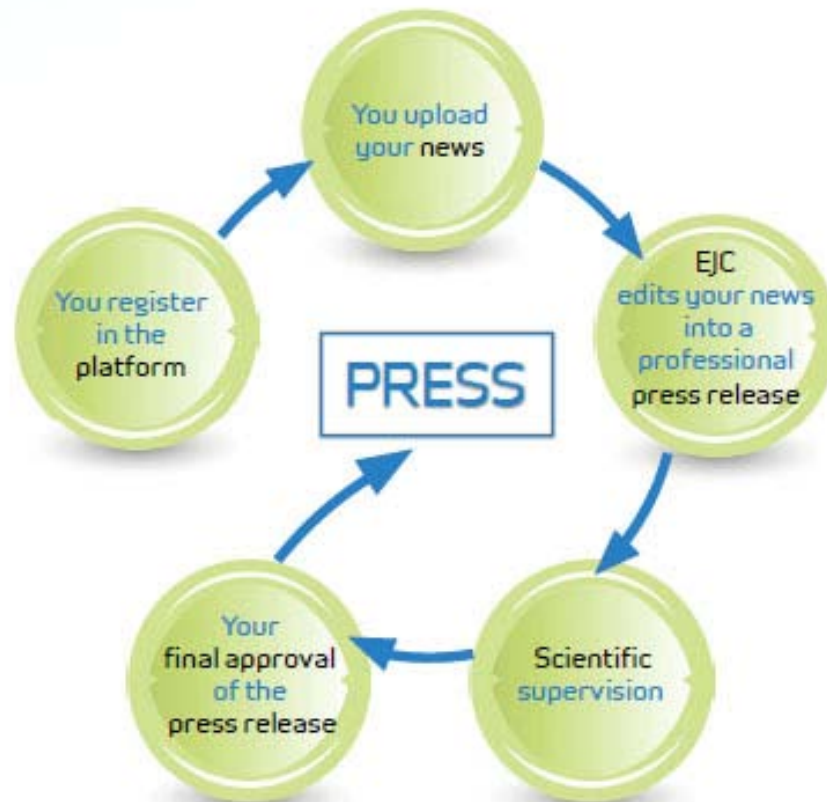 You register
in the
platform
You upload
your news
EJC
edits your news
into a
professional
press release
Scientific
supervision
Your
final approval
of the
press release
PRESS